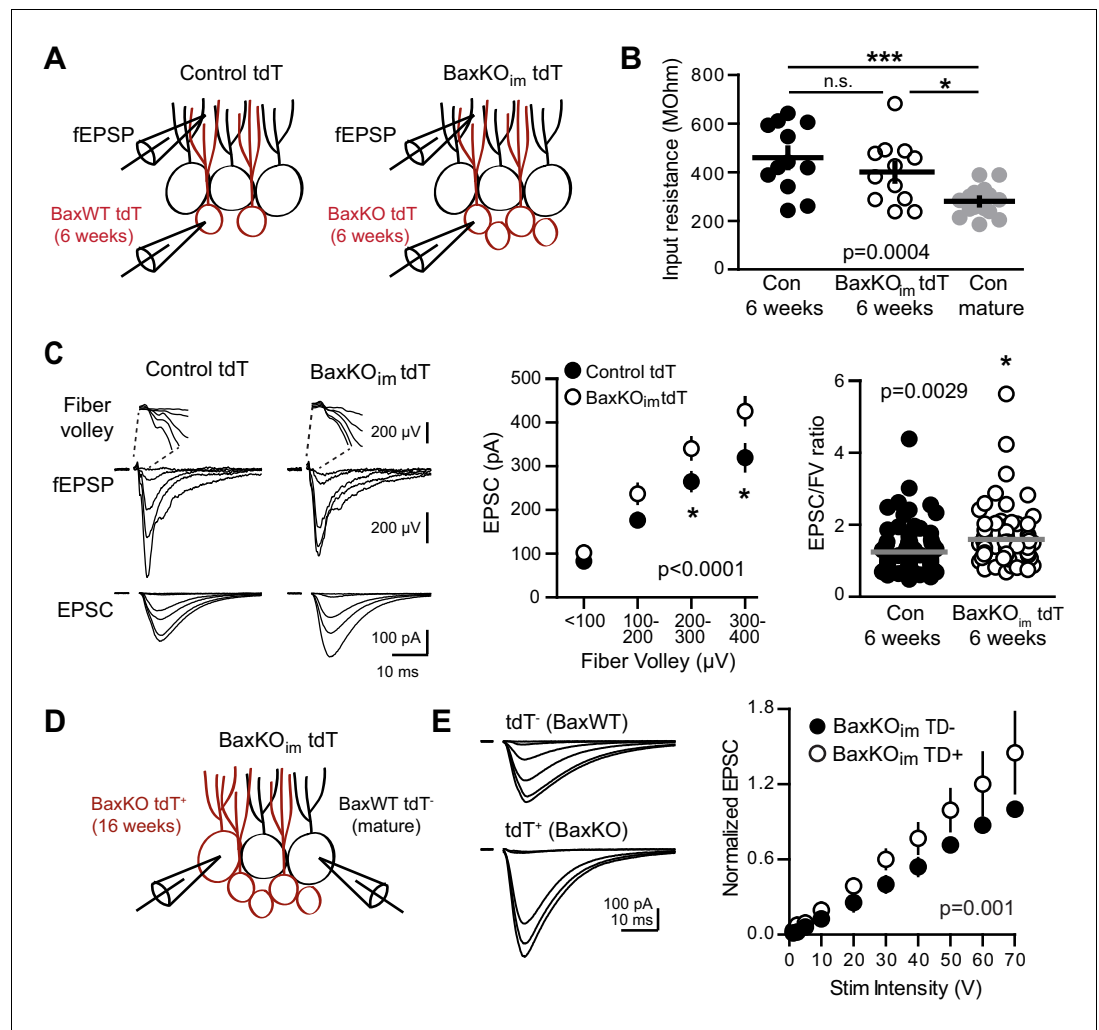 A
Control tdT
BaxKOim tdT
fEPSP
fEPSP
BaxWT tdT
(6 weeks)
BaxKO tdT
(6 weeks)
B
***
n.s.
*
Input resistance (MOhm)
800
600
400
200
0
p=0.0004
Con
6 weeks
BaxKOim tdT
6 weeks
Con
mature
C
Control tdT
BaxKOim tdT
Fiber
volley
200 µV
fEPSP
200 µV
EPSC
100 pA
10 ms
Control tdT
BaxKOimtdT
EPSC (pA)
500
400
300
200
100
0
*
*
p<0.0001
<100
100-
200
200-
300
300-
400
Fiber Volley (µV)
EPSC/FV ratio
6
4
2
0
p=0.0029
*
Con
6 weeks
BaxKOim tdT
6 weeks
D
BaxKOim tdT
BaxKO tdT+
(16 weeks)
BaxWT tdT-
(mature)
E
tdT- (BaxWT)
tdT+ (BaxKO)
100 pA
10 ms
BaxKOim TD-
BaxKOim TD+
Normalized EPSC
1.8
1.2
0.6
0.0
p=0.001
0 10 20 30 40 50 60 70
Stim Intensity (V)